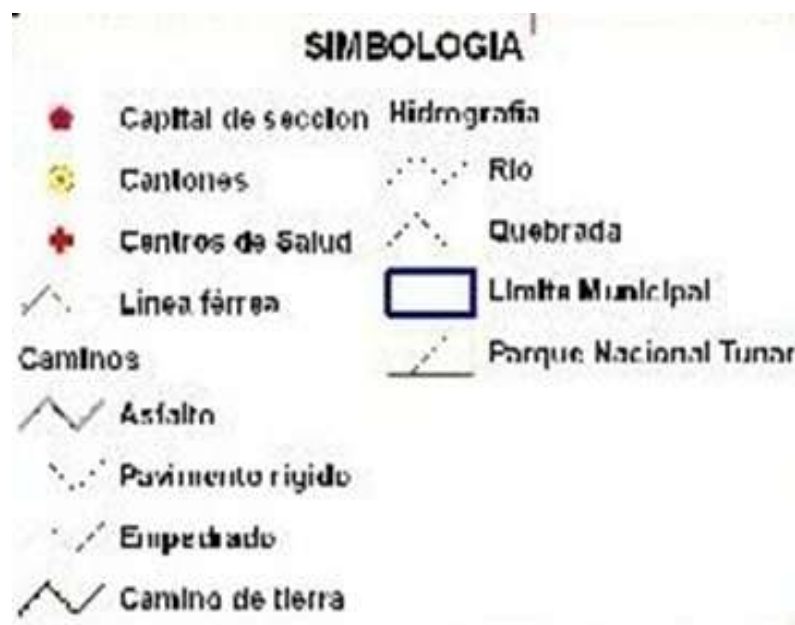 SIMBOLOGIA
Capital de seccion
Cantones
Centros de Salud
Linea férrea
Caminos
Asfalto
Pavimento rigido
Empedrado
Camino de tierra
Hidrografia
Rio
Quebrada
Limite Municipal
Parque Nacional Tunar